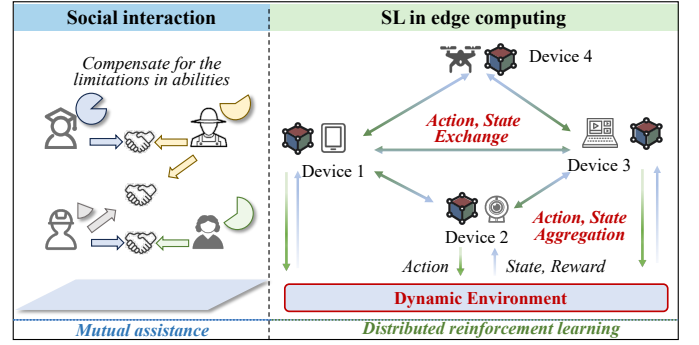 Social interaction
SL in edge computing
Compensate for the
limitations in abilities
Device 4
Action, State
Exchange
Device 1
Device 3
Device 2
Action, State
Aggregation
Action
State, Reward
Dynamic Environment
Mutual assistance
Distributed reinforcement learning